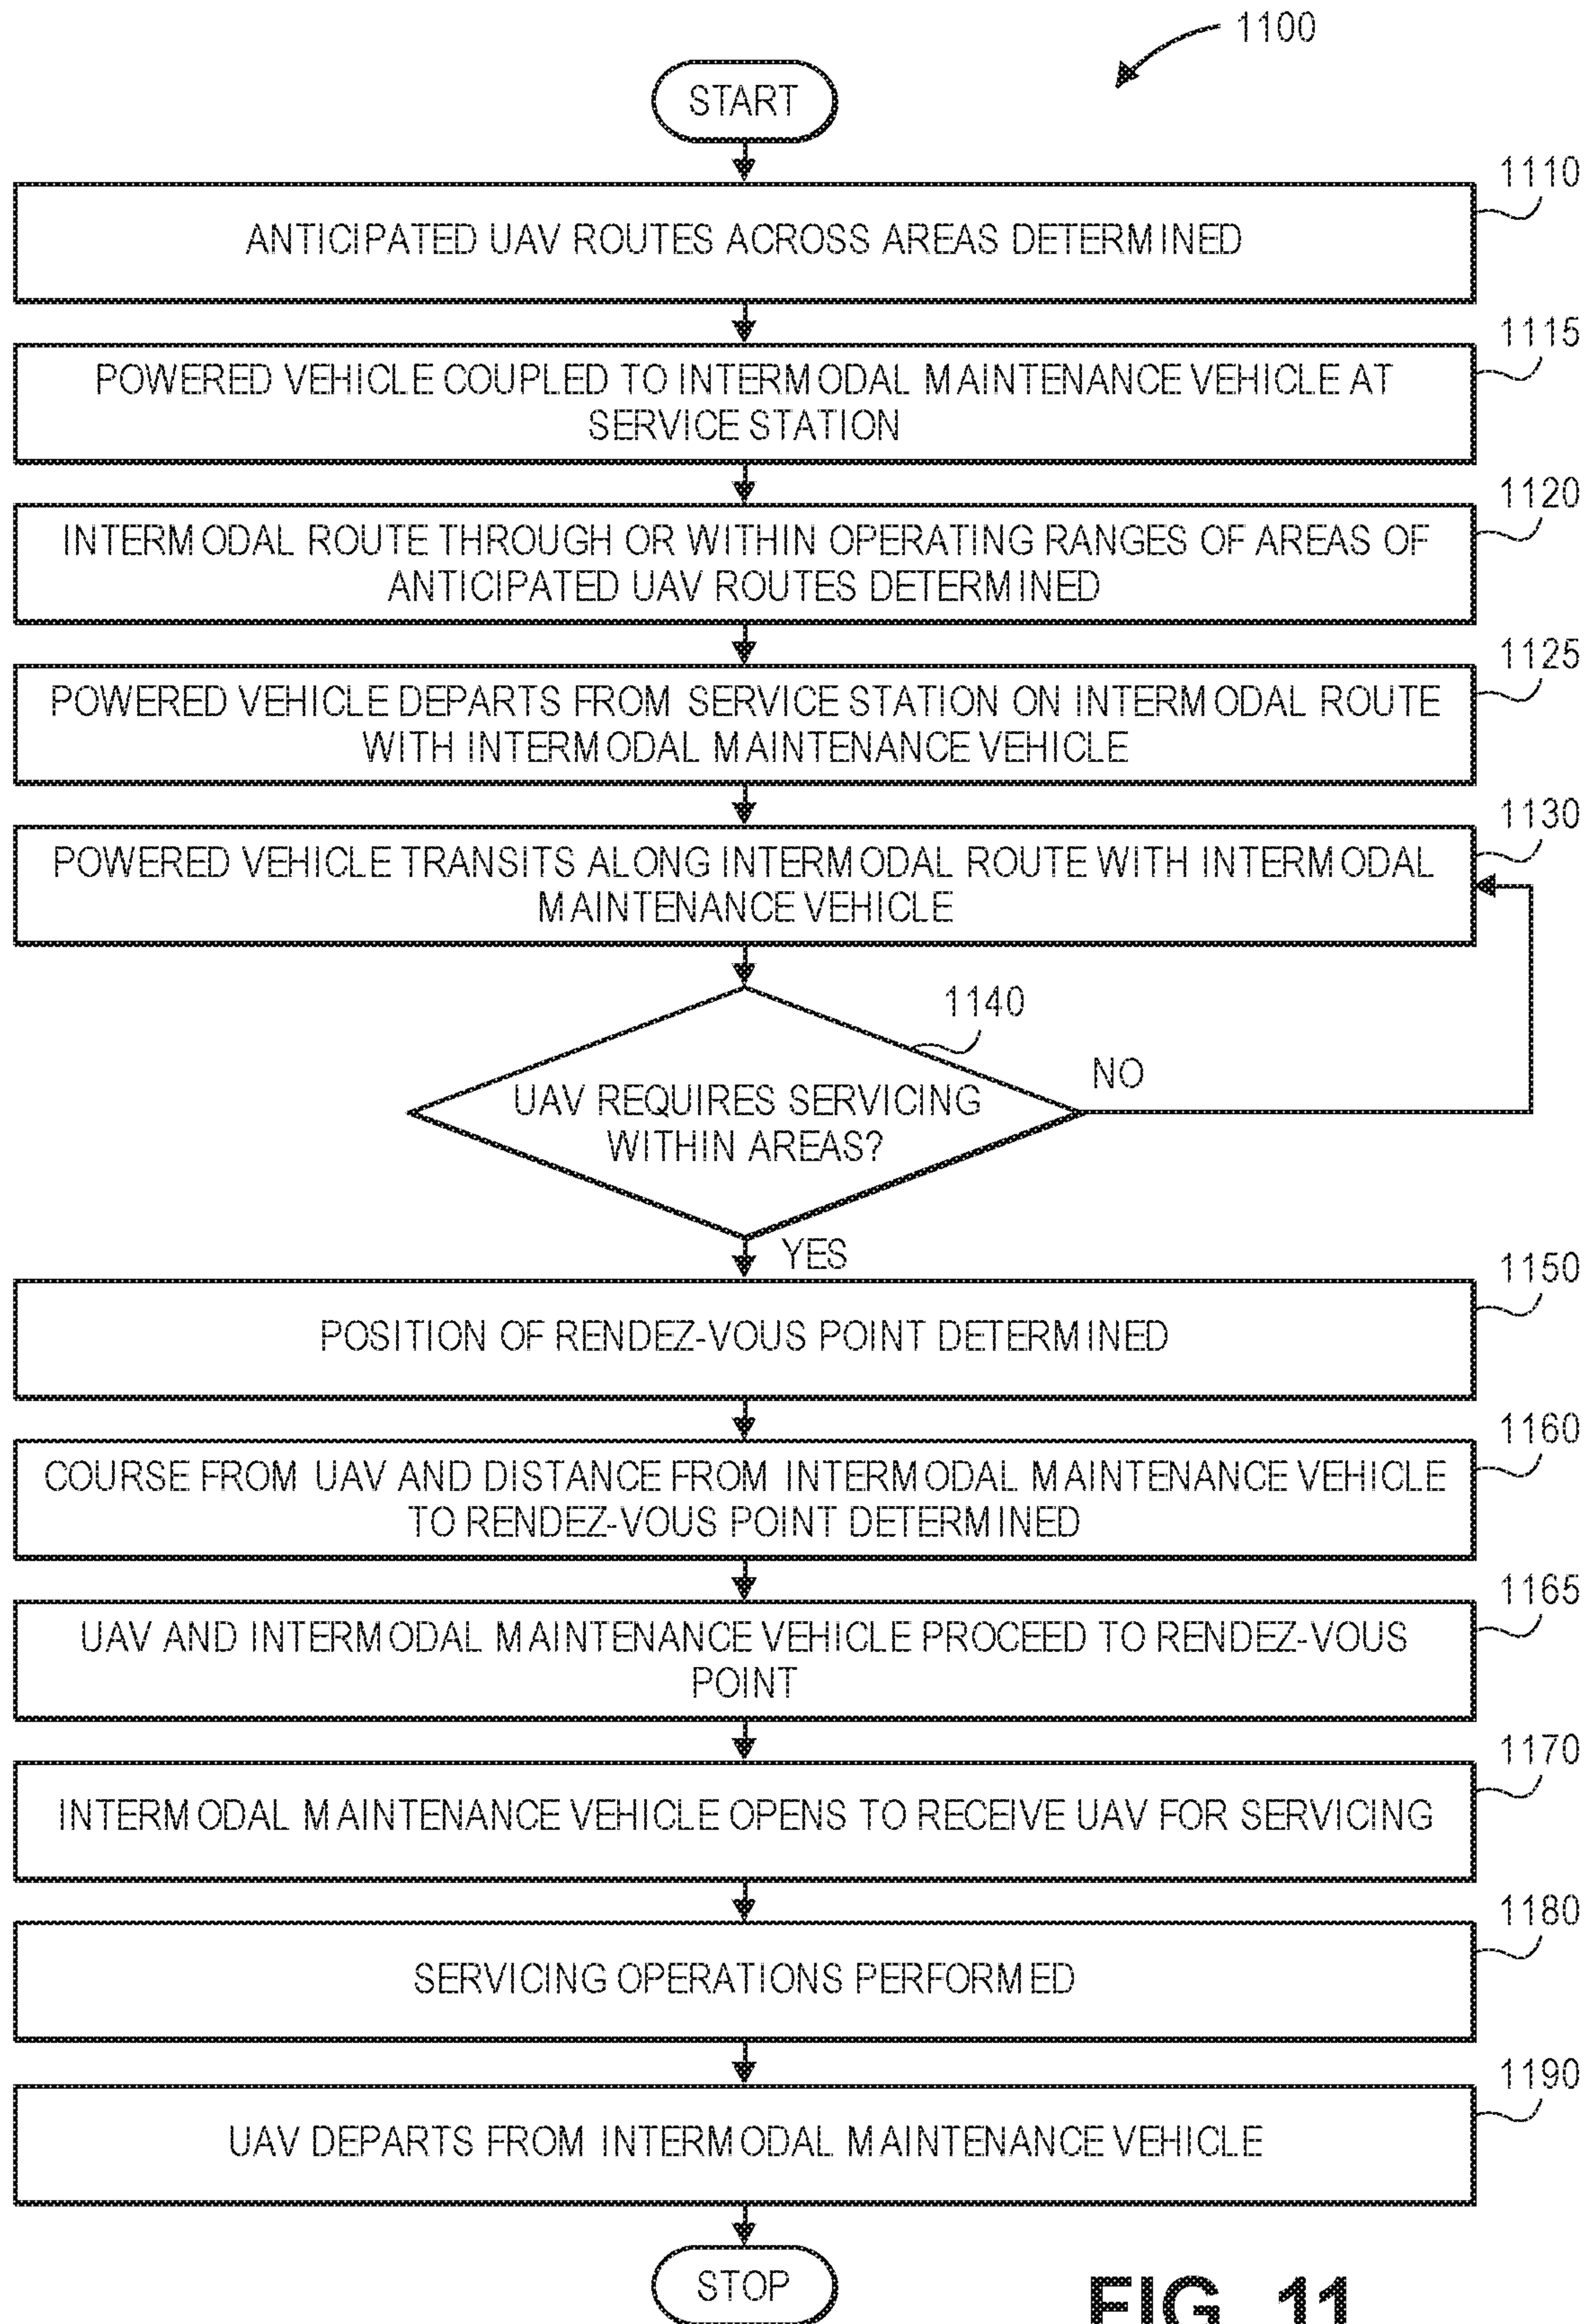 1100
START
1110
ANTICIPATED UAV ROUTES ACROSS AREAS DETERMINED
1115
POWERED VEHICLE COUPLED TO INTERMODAL MAINTENANCE VEHICLE AT
SERVICE STATION
1120
INTERMODAL ROUTE THROUGH OR WITHIN OPERATING RANGES OF AREAS OF
ANTICIPATED UAV ROUTES DETERMINED
1125
POWERED VEHICLE DEPARTS FROM SERVICE STATION ON INTERMODAL ROUTE
WITH INTERMODAL MAINTENANCE VEHICLE
1130
POWERED VEHICLE TRANSITS ALONG INTERMODAL ROUTE WITH INTERMODAL
MAINTENANCE VEHICLE
1140
NO
UAV REQUIRES SERVICING
WITHIN AREAS?
YES
1150
POSITION OF RENDEZ-VOUS POINT DETERMINED
1160
COURSE FROM UAV AND DISTANCE FROM INTERMODAL MAINTENANCE VEHICLE
TO RENDEZ-VOUS POINT DETERMINED
1165
UAV AND INTERMODAL MAINTENANCE VEHICLE PROCEED TO RENDEZ-VOUS
POINT
1170
INTERMODAL MAINTENANCE VEHICLE OPENS TO RECEIVE UAV FOR SERVICING
1180
SERVICING OPERATIONS PERFORMED
1190
UAV DEPARTS FROM INTERMODAL MAINTENANCE VEHICLE
STOP
FIG. 11